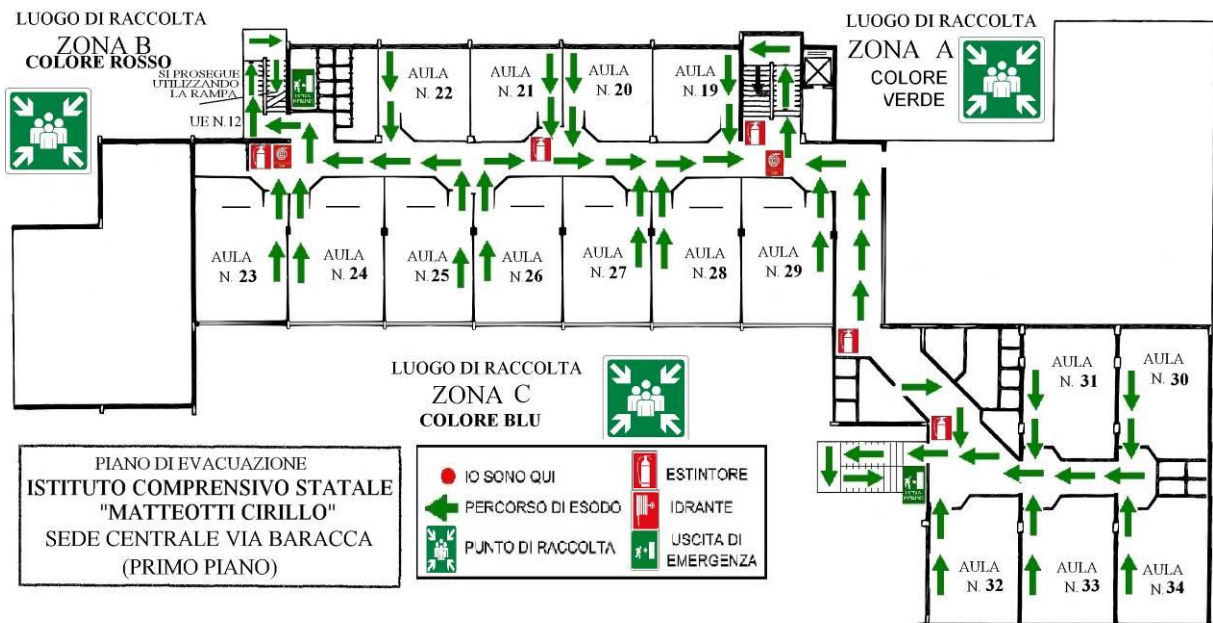 LUOGO DI RACCOLTA
ZONA B
COLORE ROSSO
SI PROSEGUE
UTILIZZANDO
LA RAMPA
UE N.12
LUOGO DI RACCOLTA
ZONA A
COLORE
VERDE
AULA
N. 22
AULA
N. 21
AULA
N. 20
AULA
N. 19
AULA
N. 23
AULA
N. 24
AULA
N. 25
AULA
N. 26
AULA
N. 27
AULA
N. 28
AULA
N. 29
AULA
N. 31
AULA
N. 30
AULA
N. 32
AULA
N. 33
AULA
N. 34
LUOGO DI RACCOLTA
ZONA C
COLORE BLU
PIANO DI EVACUAZIONE
ISTITUTO COMPRENSIVO STATALE
"MATTEOTTI CIRILLO"
SEDE CENTRALE VIA BARACCA
(PRIMO PIANO)
IO SONO QUI
PERCORSO DI ESODO
PUNTO DI RACCOLTA
ESTINTORE
IDRANTE
USCITA DI
EMERGENZA